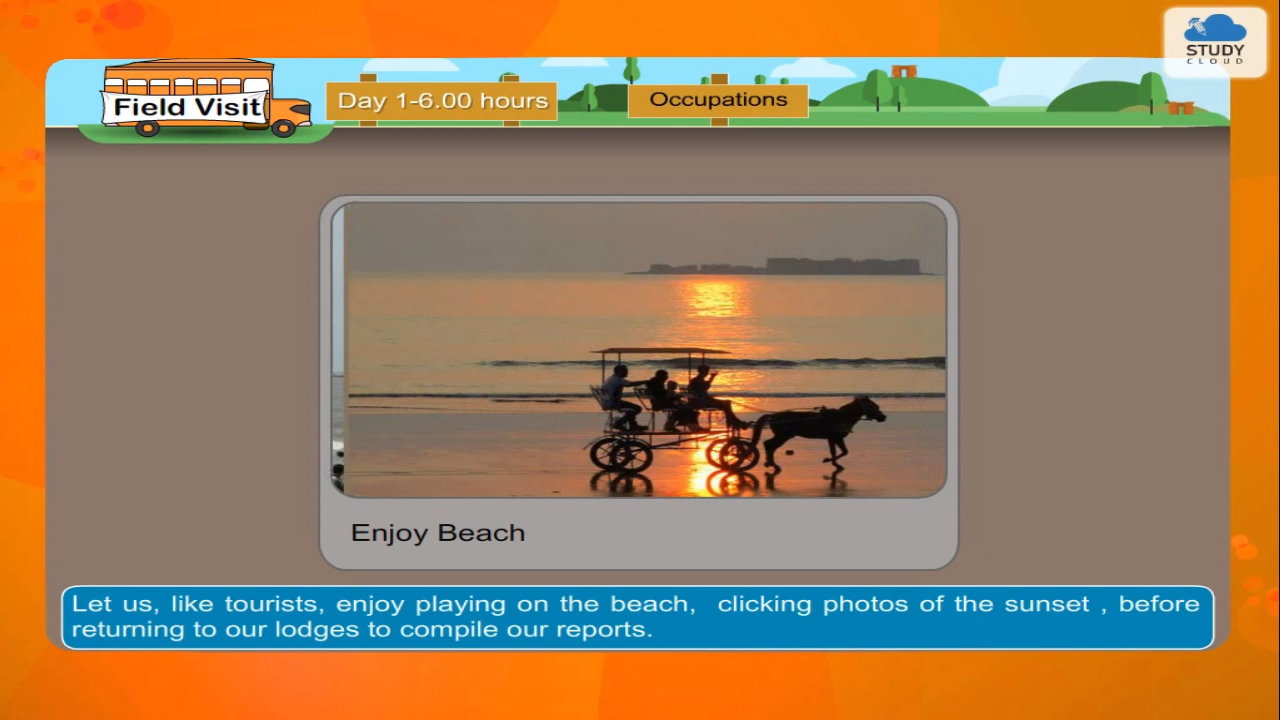 STUDY
CLOUD
Field Visit
Day 1-6.00 hours
Occupations
Enjoy Beach
Let us, like tourists, enjoy playing on the beach, clicking photos of the sunset , before
returning to our lodges to compile our reports.